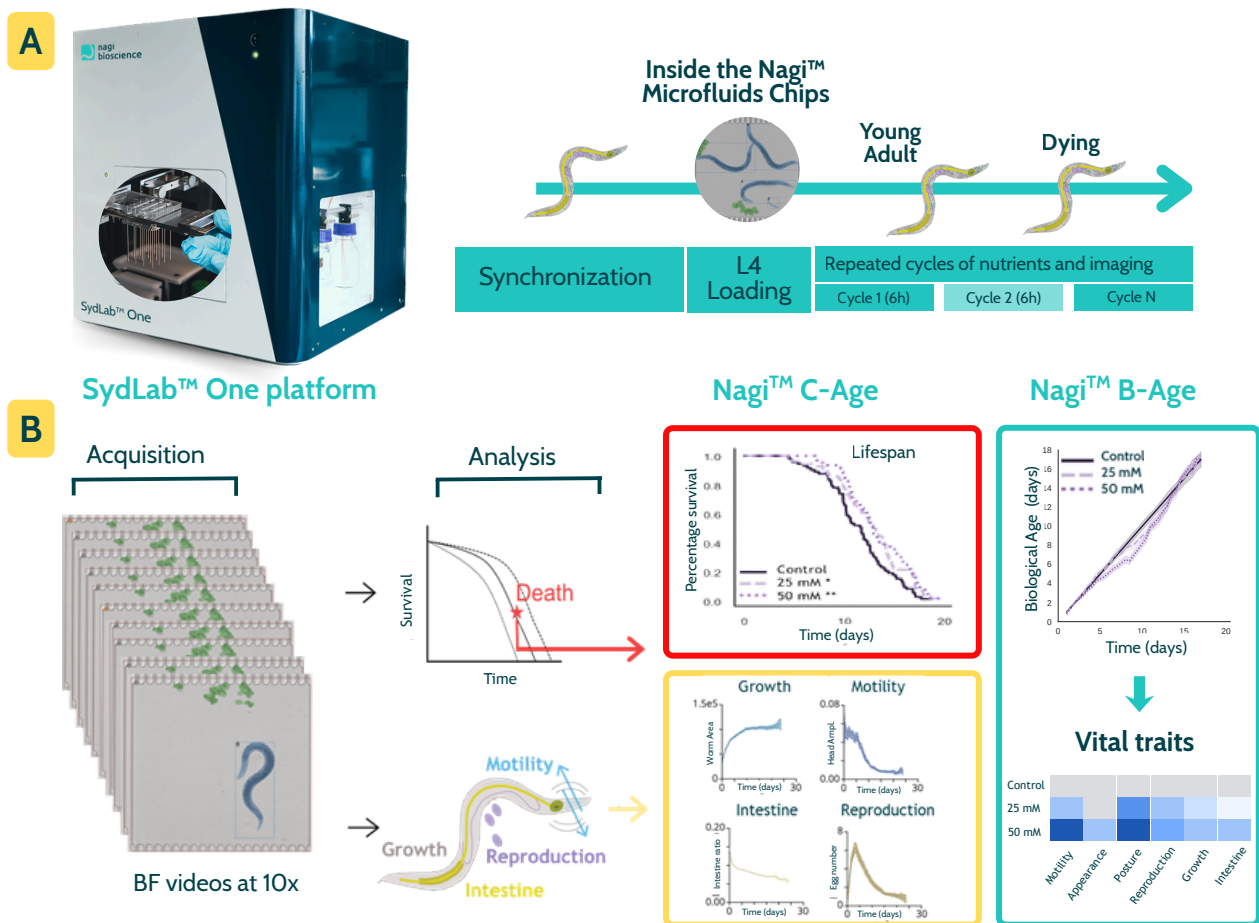 A
nagi
bioscience
SydLab™ One
SydLab™ One platform
Inside the Nagi™
Microfluids Chips
Young
Adult
Dying
Synchronization
L4
Loading
Repeated cycles of nutrients and imaging
Cycle 1 (6h)
Cycle 2 (6h)
Cycle N
B
Acquisition
BF videos at 10x
Analysis
Survival
Death
Time
Motility
Reproduction
Growth
Intestine
Nagi™ C-Age
Lifespan
Percentage survival
1.0
0.8
0.6
0.4
0.2
0.0
Control
25 mM *
50 mM **
0
10
20
Time (days)
Growth
1.5e5
Worm Area
0
0
30
Time (days)
Motility
0.08
Head Ampl.
0.00
0
30
Time (days)
Intestine
0.20
Intestine ratio
0.00
0
30
Time (days)
Reproduction
8
Egg number
0
0
30
Time (days)
Nagi™ B-Age
Biological Age (days)
18
16
14
12
10
8
6
4
2
0
Control
25 mM
50 mM
0
5
10
15
20
Time (days)
Vital traits
Control
25 mM
50 mM
Motility
Appearance
Posture
Reproduction
Growth
Intestine